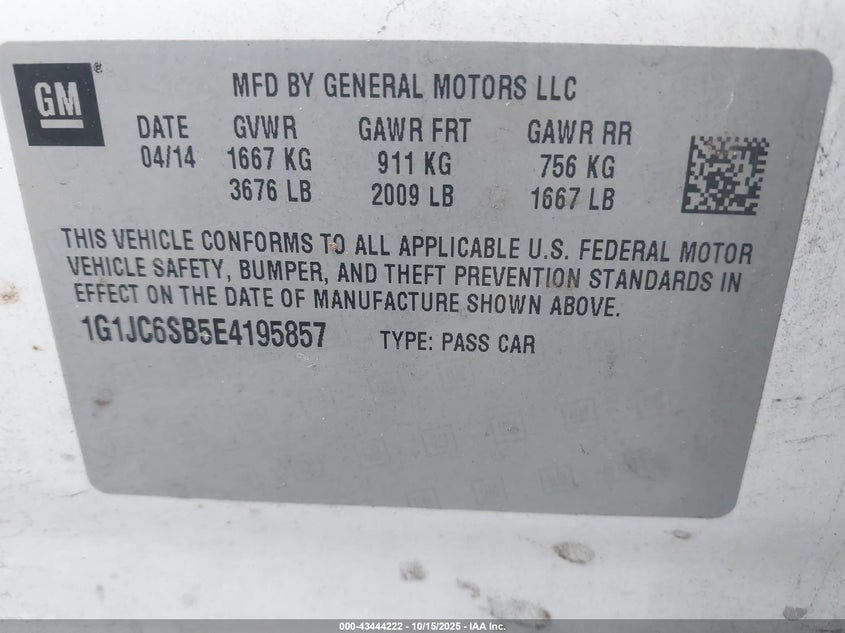 GM®
MFD BY GENERAL MOTORS LLC
DATE GVWR GAWR FRT GAWR RR
04/14 1667 KG 911 KG 756 KG
3676 LB 2009 LB 1667 LB
THIS VEHICLE CONFORMS TO ALL APPLICABLE U.S. FEDERAL MOTOR
VEHICLE SAFETY, BUMPER, AND THEFT PREVENTION STANDARDS IN
EFFECT ON THE DATE OF MANUFACTURE SHOWN ABOVE.
1G1JC6SB5E4195857 TYPE: PASS CAR
000-43444222 - 10/15/2025 - IAA Inc.